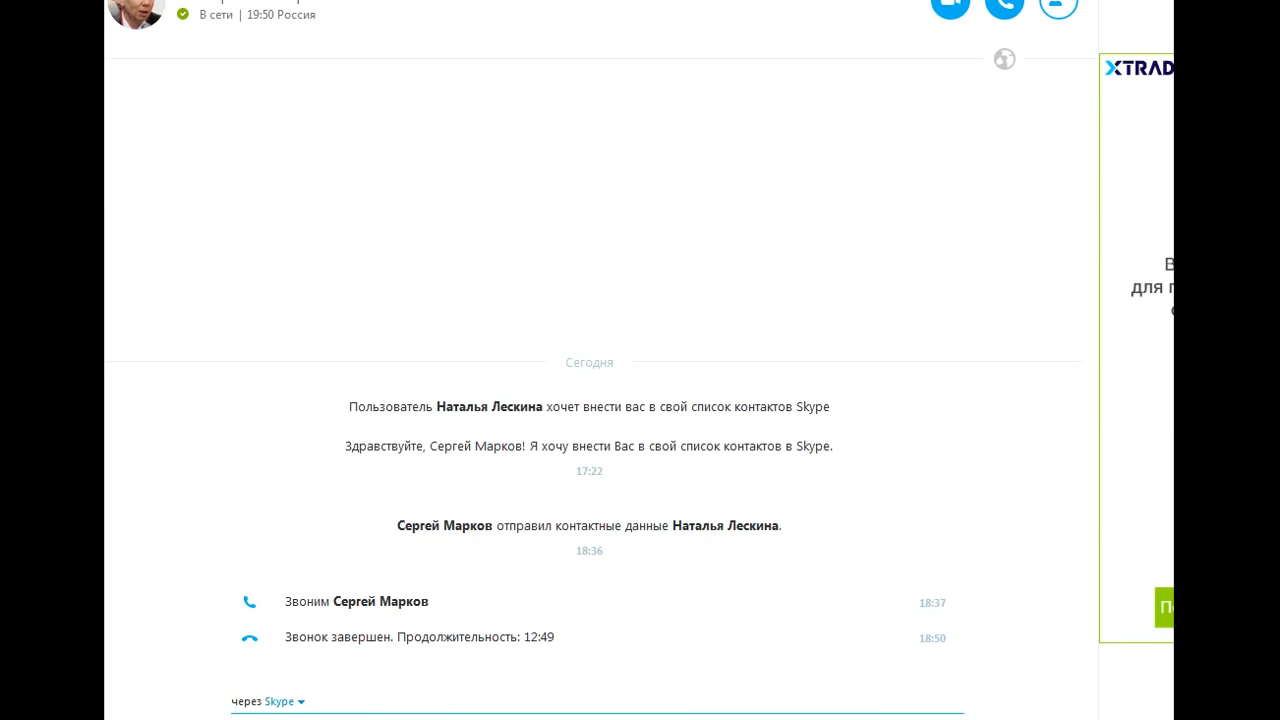 В сети | 19:50 Россия
XTRAD
для
Сегодня
Пользователь Наталья Лескина хочет внести вас в свой список контактов Skype
Здравствуйте, Сергей Марков! Я хочу внести Вас в свой список контактов в Skype.
17:22
Сергей Марков отправил контактные данные Наталья Лескина.
18:36
Звоним Сергей Марков 18:37
Звонок завершен. Продолжительность: 12:49 18:50
через Skype